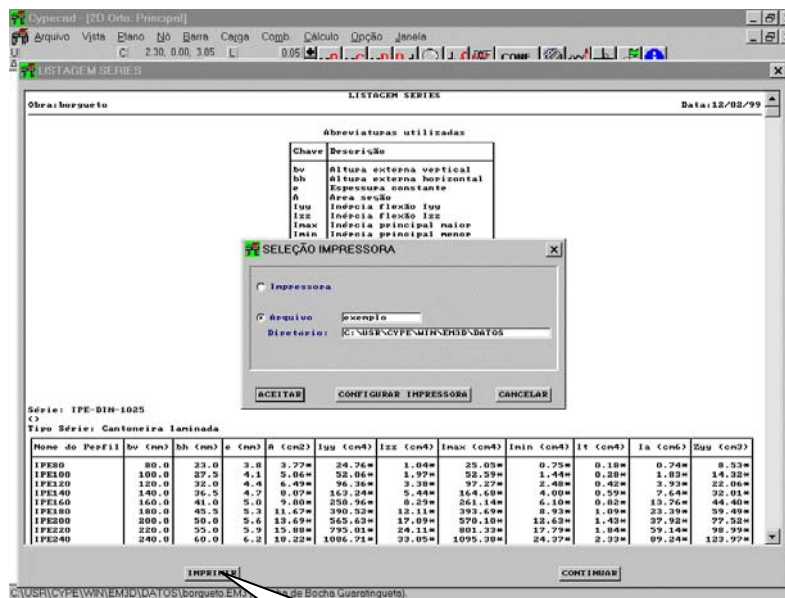 Cypecad - [2D Orto: Principal]
Arquivo Vista Plano Nó Barra Carga Comb. Cálculo Opção Janela
C: 2.30, 0.00, 3.05 L 0.05
LISTAGEM SERIES
LISTAGEM SERIES
Obra:borgueto Data:12/02/99
Abreviaturas utilizadas
Chave Descrição
bv Altura externa vertical
bh Altura externa horizontal
e Espessura constante
A Área seção
Iyy Inércia flexão Iyy
Izz Inércia flexão Izz
Imax Inércia principal maior
Imin Inércia principal menor
SELEÇÃO IMPRESSORA
Impressora
Arquivo exemplo
Diretório: C:\USR\CYPE\WIN\EM3D\DATOS
ACEITAR CONFIGURAR IMPRESSORA CANCELAR
Série: IPE-DIN-1025
()
Tipo Série: Cantoneira laminada
Nome do Perfil bv (mm) bh (mm) e (mm) A (cm2) Iyy (cm4) Izz (cm4) Imax (cm4) Imin (cm4) It (cm4) Ia (cm6) Zyy (cm3)
IPE80 80.0 23.0 3.8 3.77* 24.76* 1.04* 25.05* 0.75* 0.18* 0.74* 8.53*
IPE100 100.0 27.5 4.1 5.06* 52.06* 1.97* 52.59* 1.44* 0.28* 1.83* 14.32*
IPE120 120.0 32.0 4.4 6.49* 96.36* 3.38* 97.27* 2.48* 0.42* 3.93* 22.06*
IPE140 140.0 36.5 4.7 8.07* 163.24* 5.44* 164.68* 4.00* 0.59* 7.64* 32.01*
IPE160 160.0 41.0 5.0 9.80* 250.96* 8.29* 261.14* 6.10* 0.82* 13.76* 44.40*
IPE180 180.0 45.5 5.3 11.67* 390.52* 12.11* 393.69* 8.93* 1.09* 23.39* 59.49*
IPE200 200.0 50.0 5.6 13.69* 565.63* 17.09* 570.10* 12.63* 1.43* 37.92* 77.52*
IPE220 220.0 55.0 5.9 15.88* 795.01* 24.11* 801.33* 17.79* 1.84* 59.14* 98.99*
IPE240 240.0 60.0 6.2 18.22* 1086.71* 33.05* 1095.38* 24.37* 2.33* 89.24* 123.97*
IMPRIMIR CONTINUAR
C:\USR\CYPE\WIN\EM3D\DATOS\borgueto.EM3 de Bocha Guaratingueta).